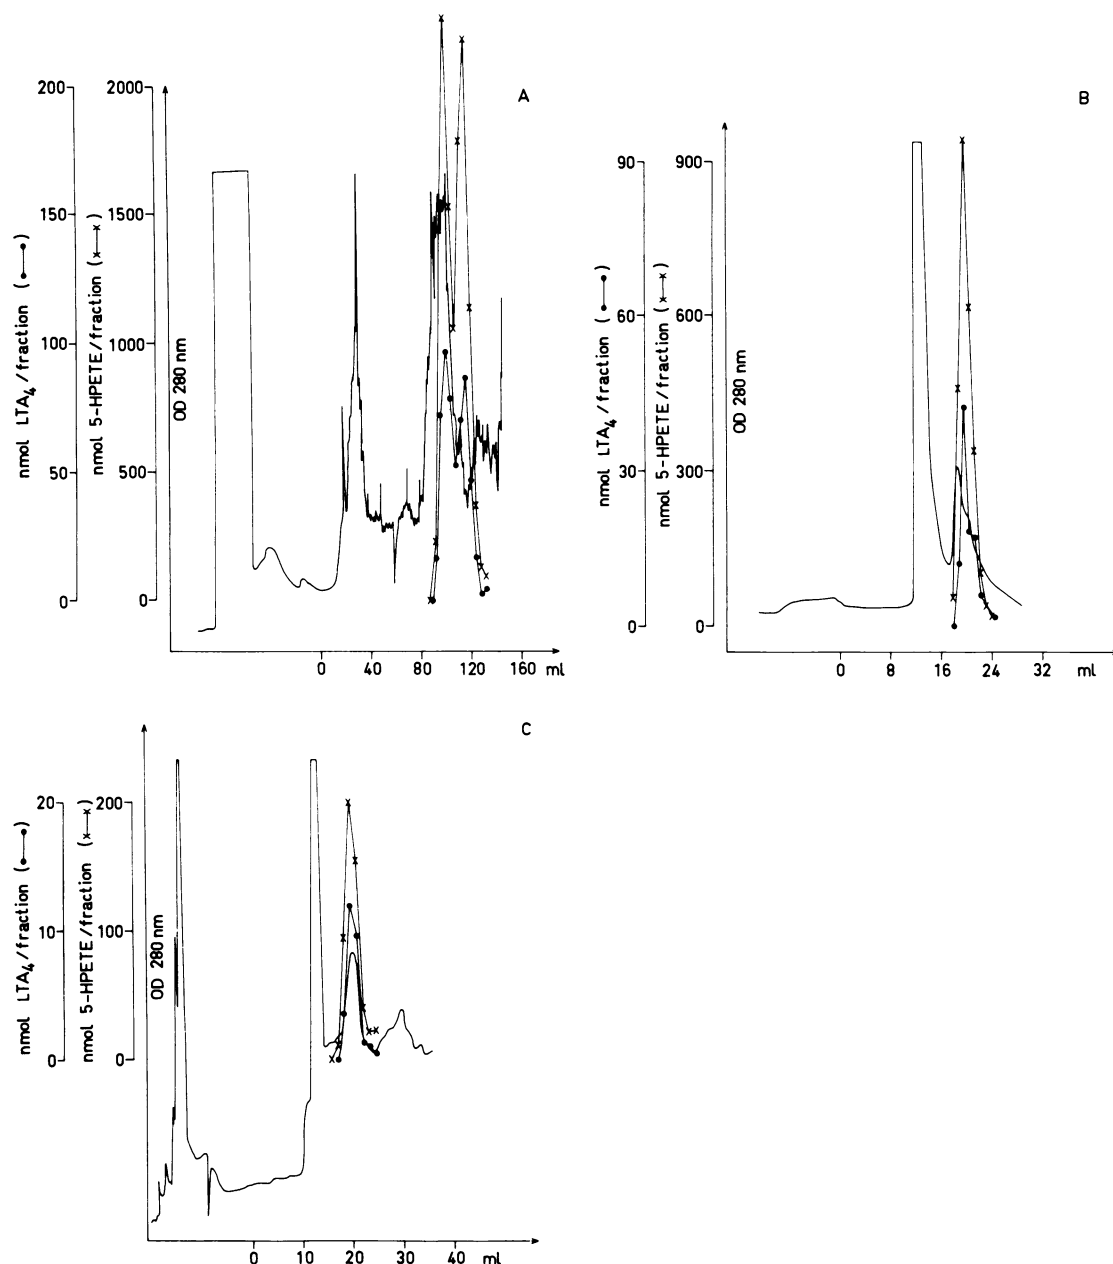 A
nmol LTA4/fraction (●—●)
200
150
100
50
0
nmol 5-HPETE/fraction (x—x)
2000
1500
1000
500
0
OD 280 nm
0 40 80 120 160 ml
B
nmol LTA4/fraction (●—●)
90
60
30
0
nmol 5-HPETE/fraction (x—x)
900
600
300
0
OD 280 nm
0 8 16 24 32 ml
C
nmol LTA4/fraction (●—●)
20
10
0
nmol 5-HPETE/fraction (x—x)
200
100
0
OD 280 nm
0 10 20 30 40 ml